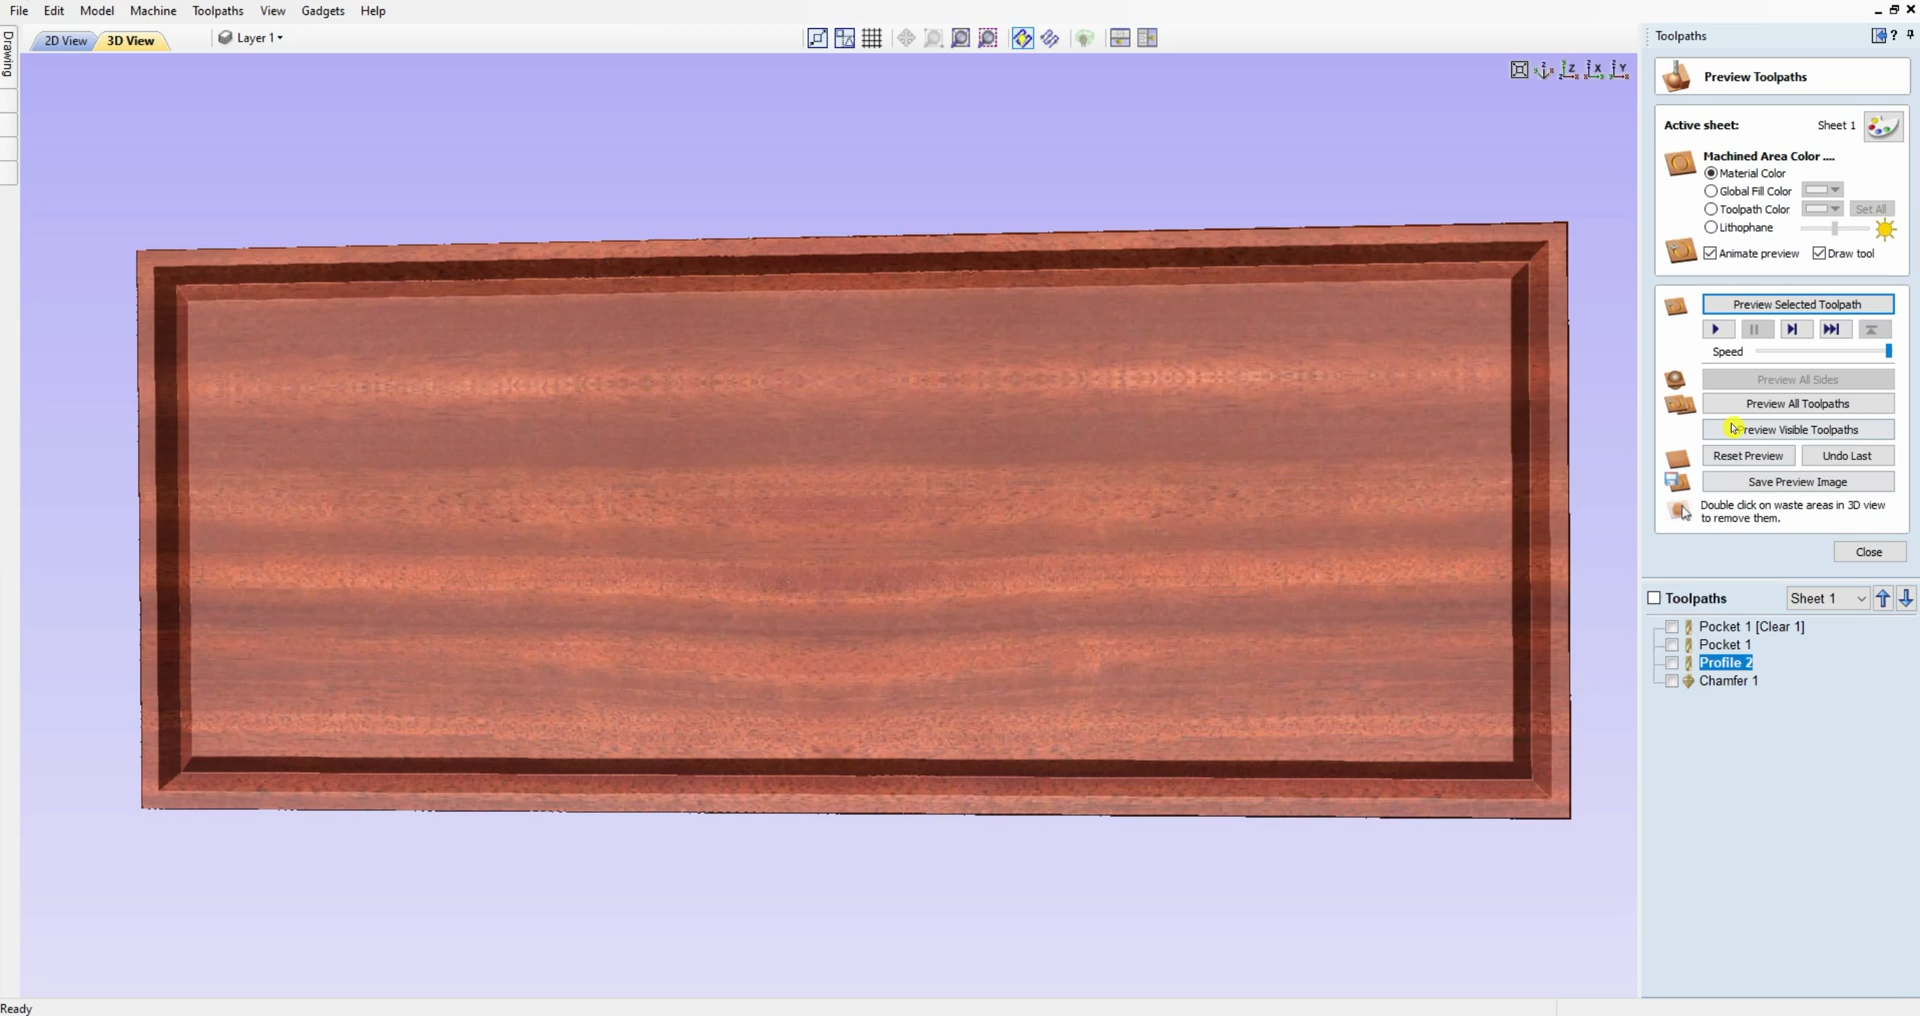 File Edit Model Machine Toolpaths View Gadgets Help
Drawing
2D View 3D View Layer 1
Toolpaths
Preview Toolpaths
Active sheet: Sheet 1
Machined Area Color ....
Material Color
Global Fill Color
Toolpath Color Set All
Lithophane
Animate preview Draw tool
Preview Selected Toolpath
Speed
Preview All Sides
Preview All Toolpaths
Preview Visible Toolpaths
Reset Preview Undo Last
Save Preview Image
Double click on waste areas in 3D view
to remove them.
Close
Toolpaths Sheet 1
Pocket 1 [Clear 1]
Pocket 1
Profile 2
Chamfer 1
Ready